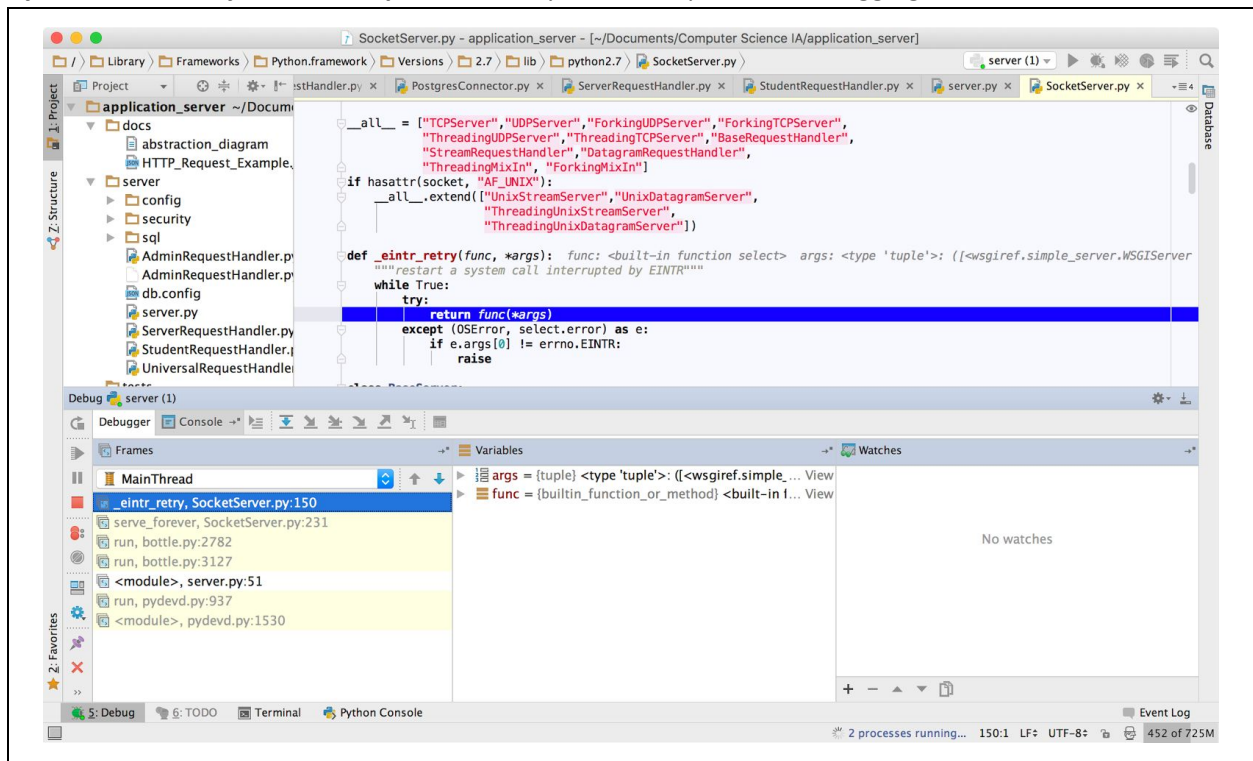 SocketServer.py - application_server - [~/Documents/Computer Science IA/application_server]
/ Library Frameworks Python.framework Versions 2.7 lib python2.7 SocketServer.py
server (1)
Project
estHandler.py × PostgresConnector.py × ServerRequestHandler.py × StudentRequestHandler.py × server.py × SocketServer.py × 4
1: Project
Z: Structure
2: Favorites
Database
application_server ~/Docum
docs
abstraction_diagram
HTTP_Request_Example.
server
config
security
sql
AdminRequestHandler.py
AdminRequestHandler.py
db.config
server.py
ServerRequestHandler.py
StudentRequestHandler.p
UniversalRequestHandler
tests
__all__ = ["TCPServer","UDPServer","ForkingUDPServer","ForkingTCPServer",
"ThreadingUDPServer","ThreadingTCPServer","BaseRequestHandler",
"StreamRequestHandler","DatagramRequestHandler",
"ThreadingMixIn", "ForkingMixIn"]
if hasattr(socket, "AF_UNIX"):
__all__.extend(["UnixStreamServer","UnixDatagramServer",
"ThreadingUnixStreamServer",
"ThreadingUnixDatagramServer"])
def _eintr_retry(func, *args): func: <built-in function select> args: <type 'tuple'>: ([<wsgiref.simple_server.WSGIServer
"""restart a system call interrupted by EINTR"""
while True:
try:
return func(*args)
except (OSError, select.error) as e:
if e.args[0] != errno.EINTR:
raise
class BaseServer:
Debug server (1)
Debugger Console
Frames
MainThread
_eintr_retry, SocketServer.py:150
serve_forever, SocketServer.py:231
run, bottle.py:2782
run, bottle.py:3127
<module>, server.py:51
run, pydevd.py:937
<module>, pydevd.py:1530
Variables
args = {tuple} <type 'tuple'>: ([<wsgiref.simple_... View
func = {builtin_function_or_method} <built-in f... View
Watches
No watches
5: Debug 6: TODO Terminal Python Console Event Log
2 processes running... 150:1 LF UTF-8 452 of 725M